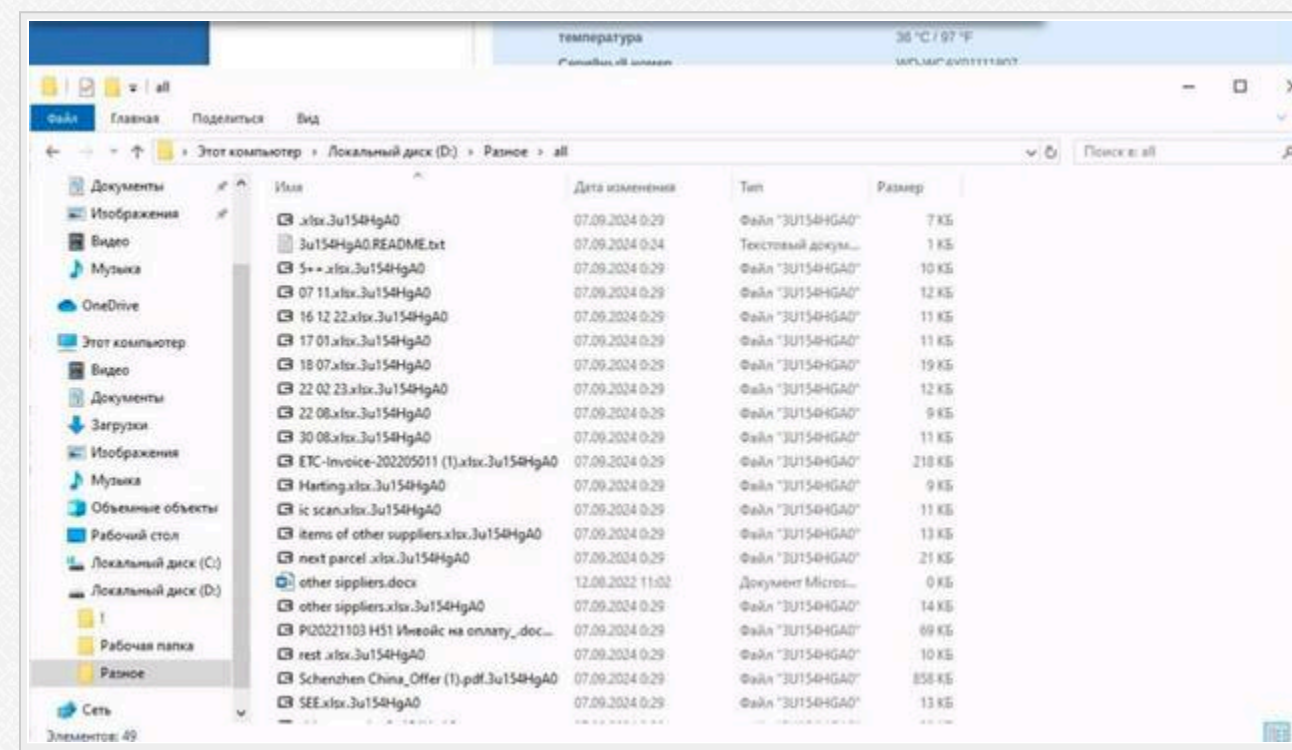 температура 36 °C / 97 °F
Серийный номер
all
Файл Главная Поделиться Вид
Этот компьютер › Локальный диск (D:) › Разное › all Поиск в: all
Документы
Изображения
Видео
Музыка
OneDrive
Этот компьютер
Видео
Документы
Загрузки
Изображения
Музыка
Объемные объекты
Рабочий стол
Локальный диск (C:)
Локальный диск (D:)
Рабочая папка
Разное
Сеть
Имя Дата изменения Тип Размер
.xlsx.3u154HgA0 07.09.2024 0:29 Файл "3U154HGA0" 7 КБ
3u154HgA0.README.txt 07.09.2024 0:24 Текстовый докум... 1 КБ
5++.xlsx.3u154HgA0 07.09.2024 0:29 Файл "3U154HGA0" 10 КБ
07 11.xlsx.3u154HgA0 07.09.2024 0:29 Файл "3U154HGA0" 12 КБ
16 12 22.xlsx.3u154HgA0 07.09.2024 0:29 Файл "3U154HGA0" 11 КБ
17 01.xlsx.3u154HgA0 07.09.2024 0:29 Файл "3U154HGA0" 11 КБ
18 07.xlsx.3u154HgA0 07.09.2024 0:29 Файл "3U154HGA0" 19 КБ
22 02 23.xlsx.3u154HgA0 07.09.2024 0:29 Файл "3U154HGA0" 12 КБ
22 08.xlsx.3u154HgA0 07.09.2024 0:29 Файл "3U154HGA0" 9 КБ
30 08.xlsx.3u154HgA0 07.09.2024 0:29 Файл "3U154HGA0" 11 КБ
ETC-Invoice-202205011 (1).xlsx.3u154HgA0 07.09.2024 0:29 Файл "3U154HGA0" 218 КБ
Harting.xlsx.3u154HgA0 07.09.2024 0:29 Файл "3U154HGA0" 9 КБ
ic scan.xlsx.3u154HgA0 07.09.2024 0:29 Файл "3U154HGA0" 11 КБ
items of other suppliers.xlsx.3u154HgA0 07.09.2024 0:29 Файл "3U154HGA0" 13 КБ
next parcel .xlsx.3u154HgA0 07.09.2024 0:29 Файл "3U154HGA0" 21 КБ
other sippliers.docx 12.08.2022 11:02 Документ Micros... 0 КБ
other sippliers.xlsx.3u154HgA0 07.09.2024 0:29 Файл "3U154HGA0" 14 КБ
PI20221103 H51 Инвойс на оплату_.doc... 07.09.2024 0:29 Файл "3U154HGA0" 69 КБ
rest .xlsx.3u154HgA0 07.09.2024 0:29 Файл "3U154HGA0" 10 КБ
Schenzhen China_Offer (1).pdf.3u154HgA0 07.09.2024 0:29 Файл "3U154HGA0" 858 КБ
SEE.xlsx.3u154HgA0 07.09.2024 0:29 Файл "3U154HGA0" 13 КБ
Элементов: 49